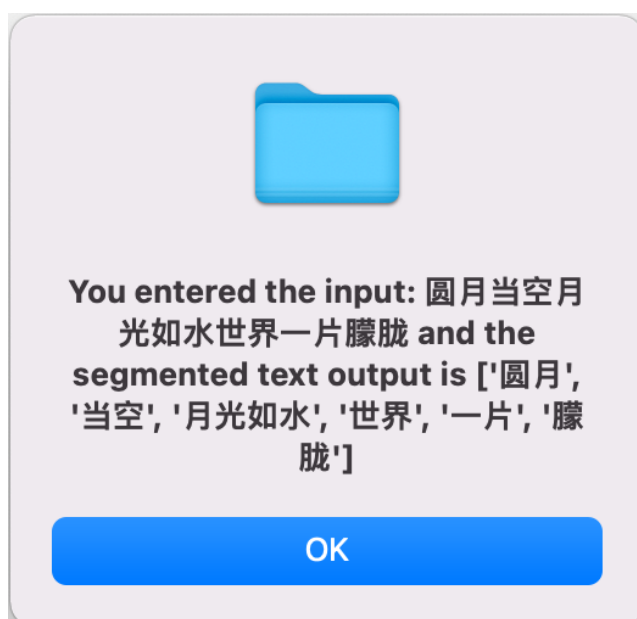 You entered the input: 圆月当空月
光如水世界一片朦胧 and the
segmented text output is ['圆月',
'当空', '月光如水', '世界', '一片', '朦
胧']
OK